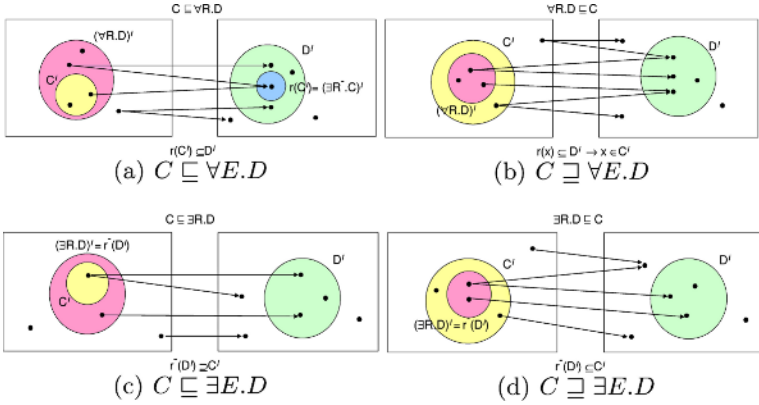 C ⊑ ∀R.D
(∀R.D)ᴵ
Cᴵ
Dᴵ
r(Cᴵ)= (∃R⁻.C)ᴵ
r(Cᴵ) ⊆Dᴵ
(a) C ⊑ ∀E.D
∀R.D ⊑ C
Cᴵ
(∀R.D)ᴵ
Dᴵ
r(x) ⊆ Dᴵ → x ∈Cᴵ
(b) C ⊒ ∀E.D
C ⊑ ∃R.D
(∃R.D)ᴵ= r⁻(Dᴵ)
Cᴵ
Dᴵ
r⁻(Dᴵ) ⊇Cᴵ
(c) C ⊑ ∃E.D
∃R.D ⊑ C
Cᴵ
(∃R.D)ᴵ= r⁻(Dᴵ)
Dᴵ
r⁻(Dᴵ) ⊆Cᴵ
(d) C ⊒ ∃E.D